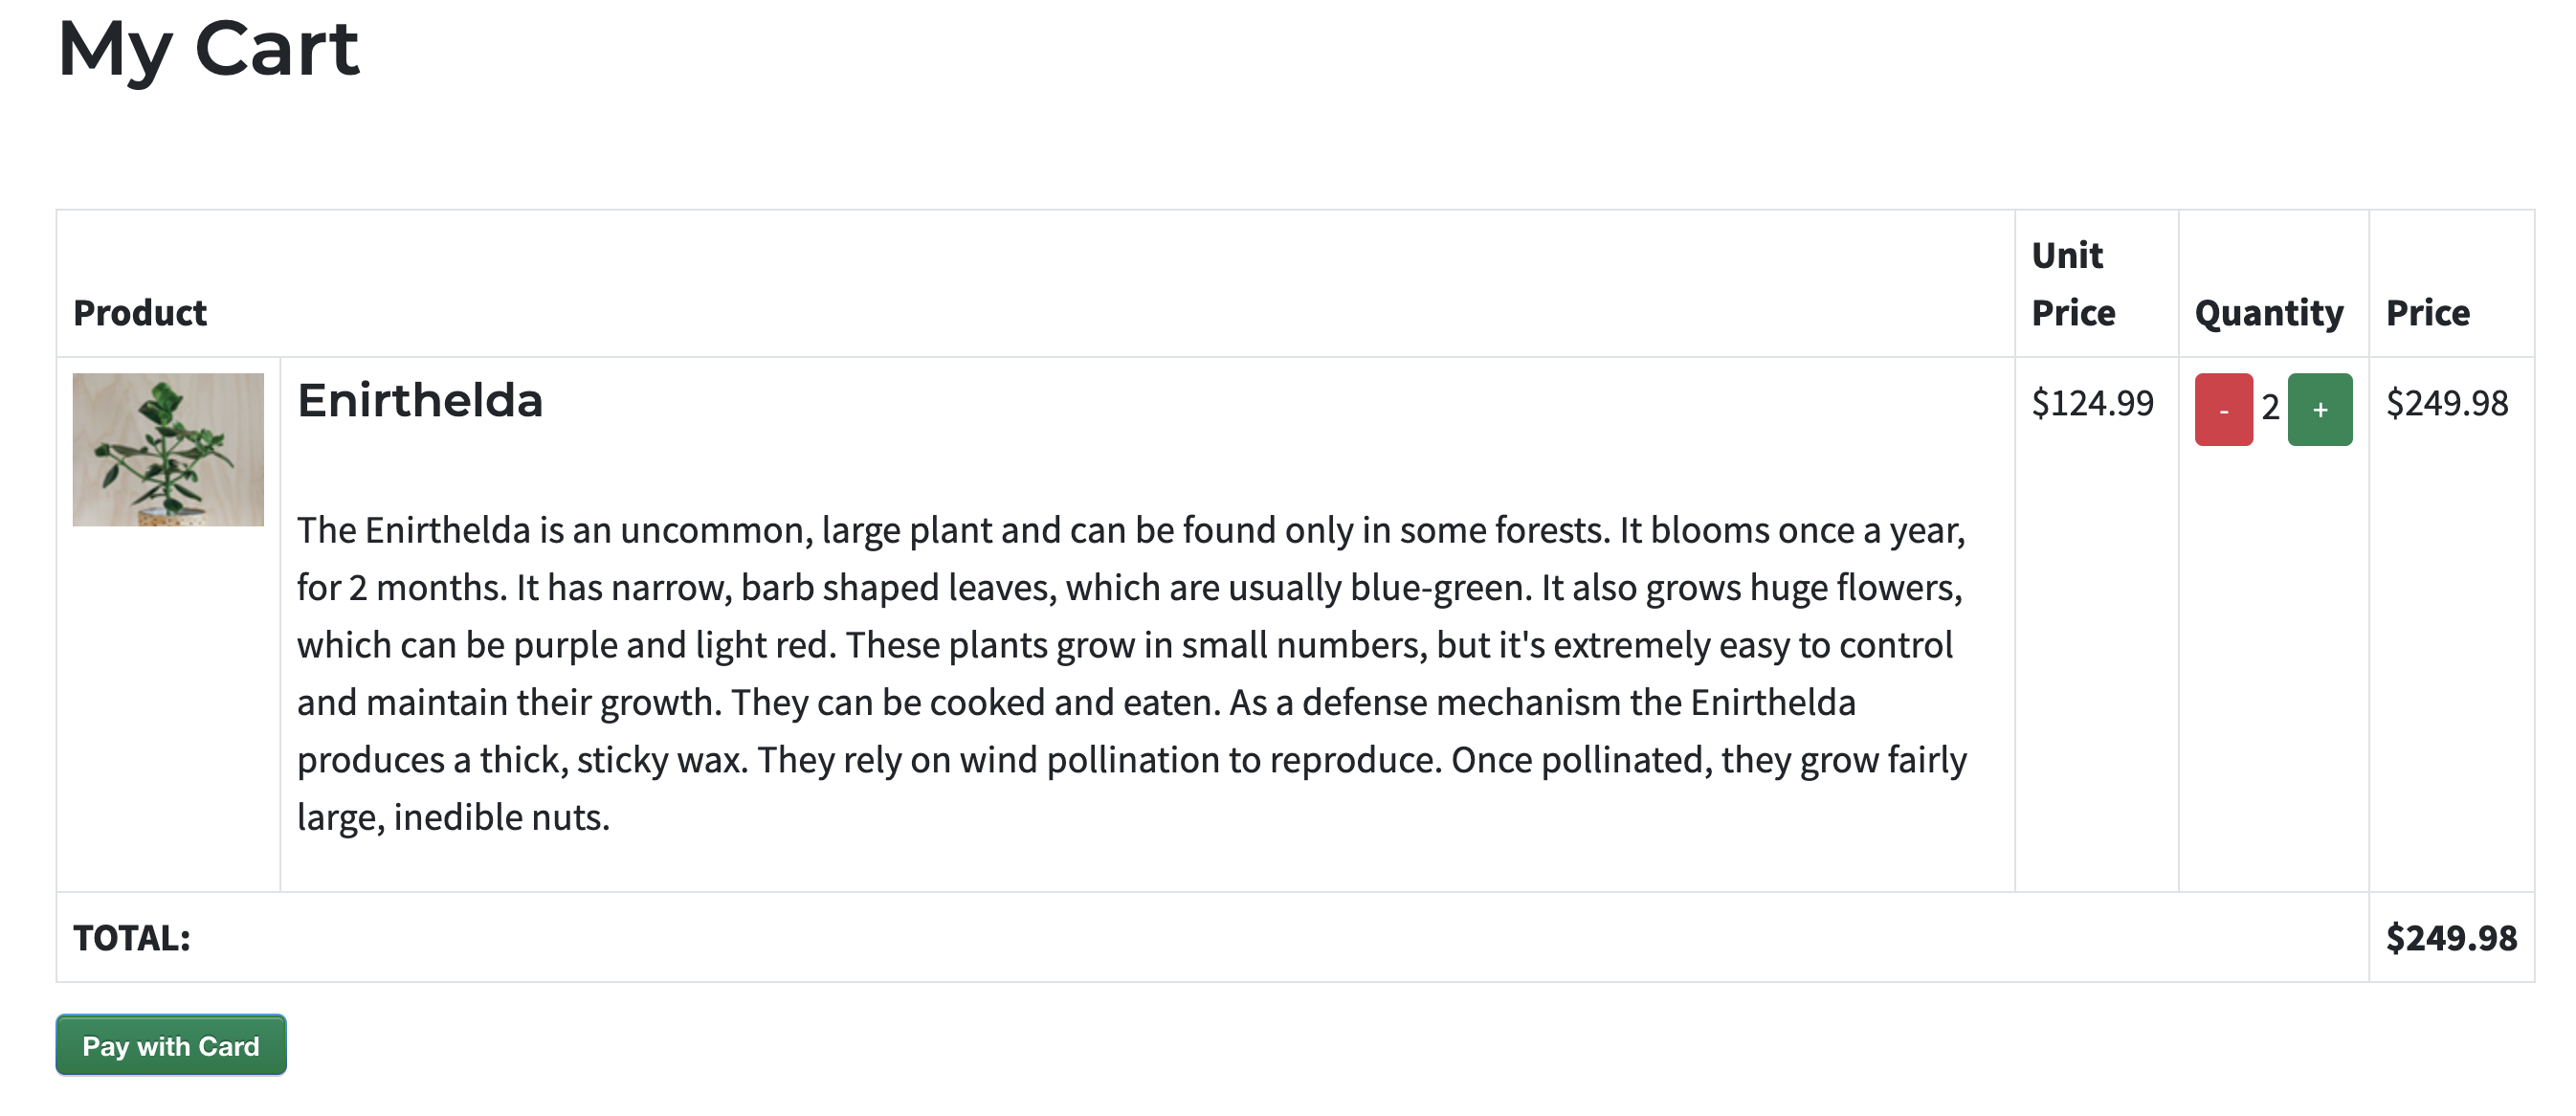 My Cart
Product
Unit
Price
Quantity
Price
Enirthelda
$124.99
- 2 +
$249.98
The Enirthelda is an uncommon, large plant and can be found only in some forests. It blooms once a year,
for 2 months. It has narrow, barb shaped leaves, which are usually blue-green. It also grows huge flowers,
which can be purple and light red. These plants grow in small numbers, but it's extremely easy to control
and maintain their growth. They can be cooked and eaten. As a defense mechanism the Enirthelda
produces a thick, sticky wax. They rely on wind pollination to reproduce. Once pollinated, they grow fairly
large, inedible nuts.
TOTAL:
$249.98
Pay with Card